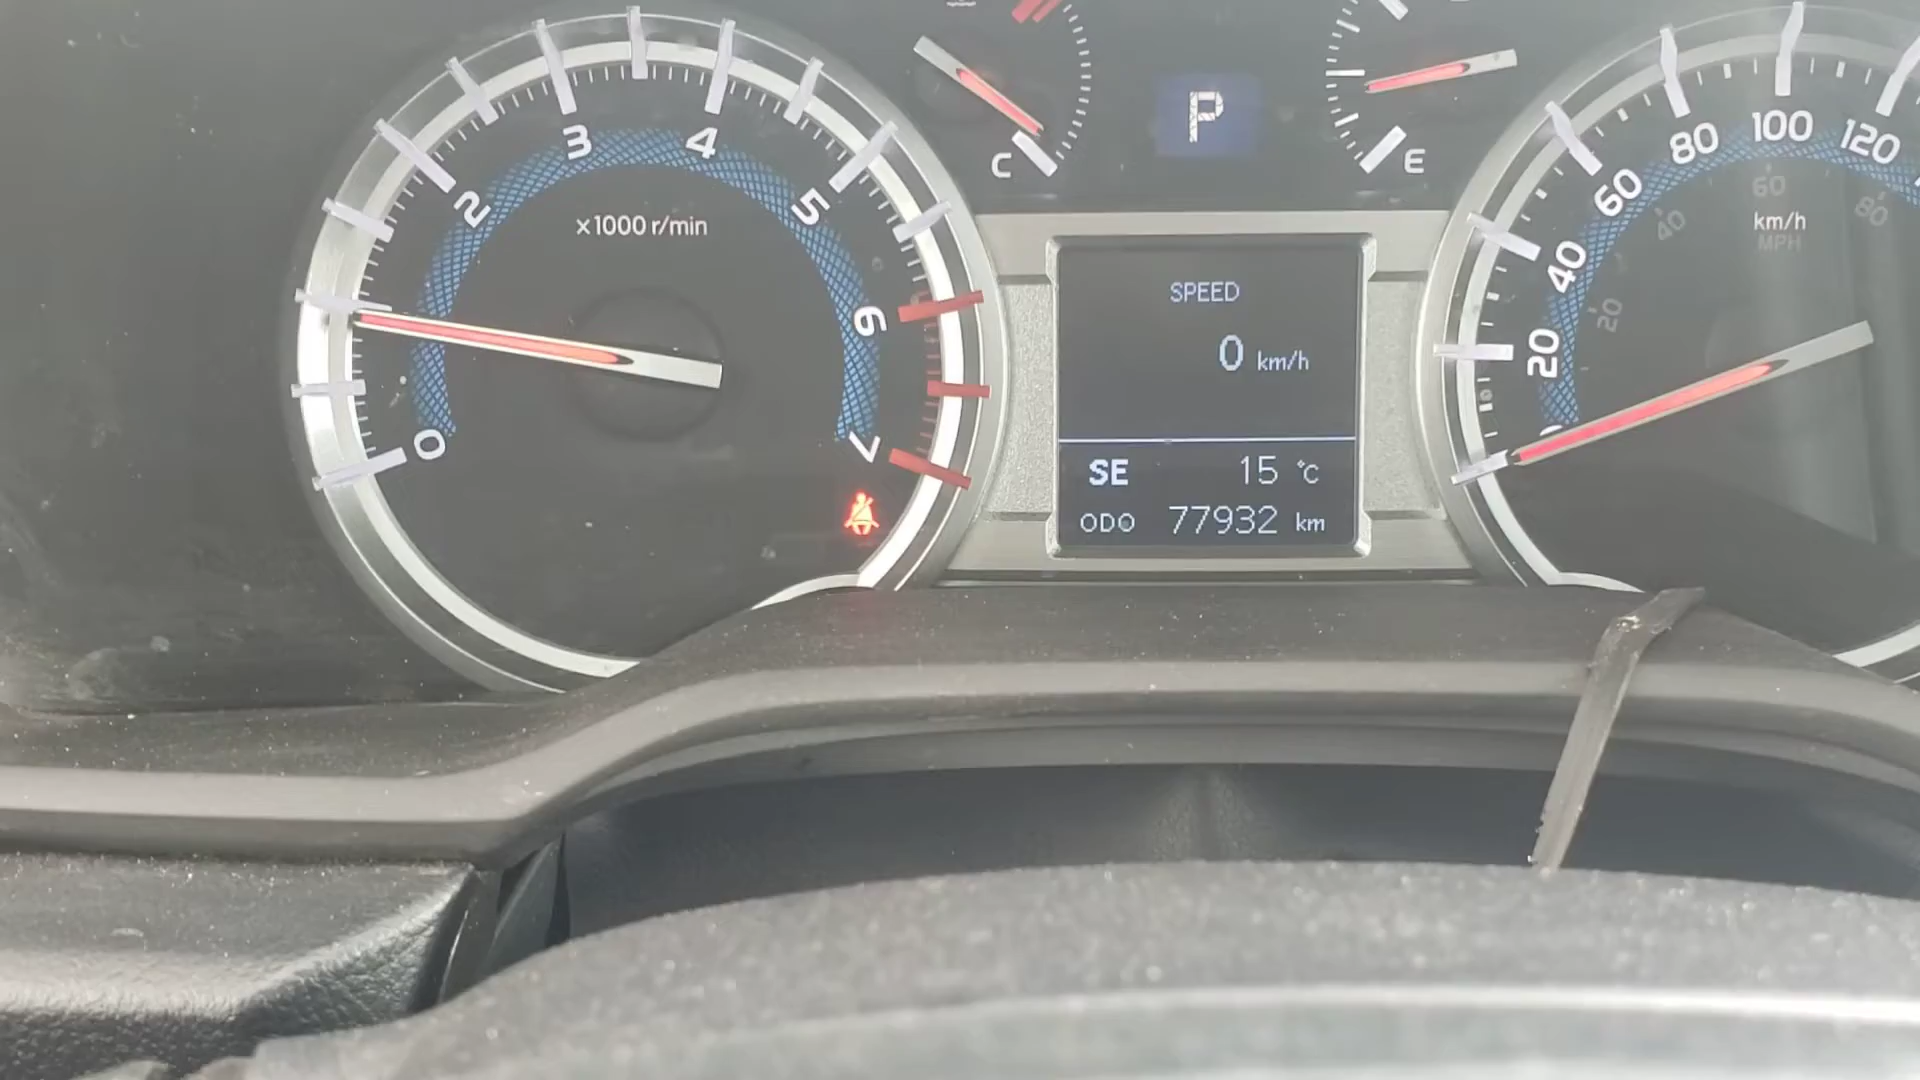 0 2 3 4 5 6 7
x1000 r/min
C
P
E
SPEED
0 km/h
SE 15 °C
ODO 77932 km
20 40 60 80 100 120
20 40 60 80
km/h
MPH